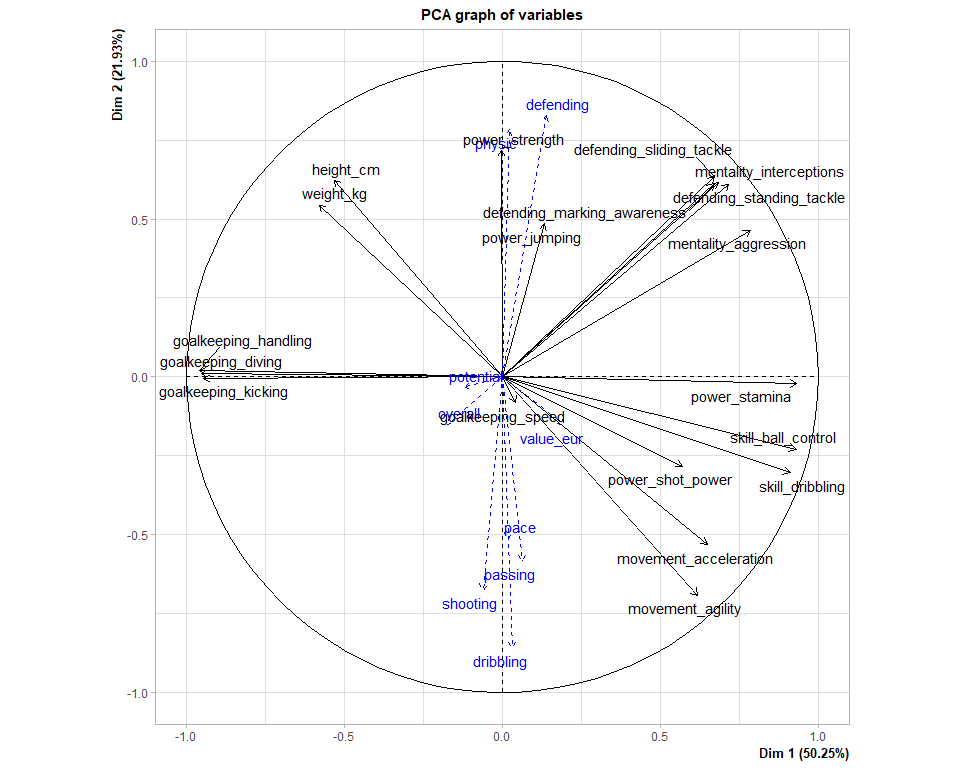 PCA graph of variables
Dim 2 (21.93%)
1.0
0.5
0.0
-0.5
-1.0
defending
power_strength
physic
defending_sliding_tackle
height_cm
mentality_interceptions
weight_kg
defending_standing_tackle
defending_marking_awareness
power_jumping
mentality_aggression
goalkeeping_handling
goalkeeping_diving
potential
goalkeeping_kicking
power_stamina
overall
goalkeeping_speed
value_eur
skill_ball_control
power_shot_power
skill_dribbling
pace
movement_acceleration
passing
shooting
movement_agility
dribbling
-1.0
-0.5
0.0
0.5
1.0
Dim 1 (50.25%)